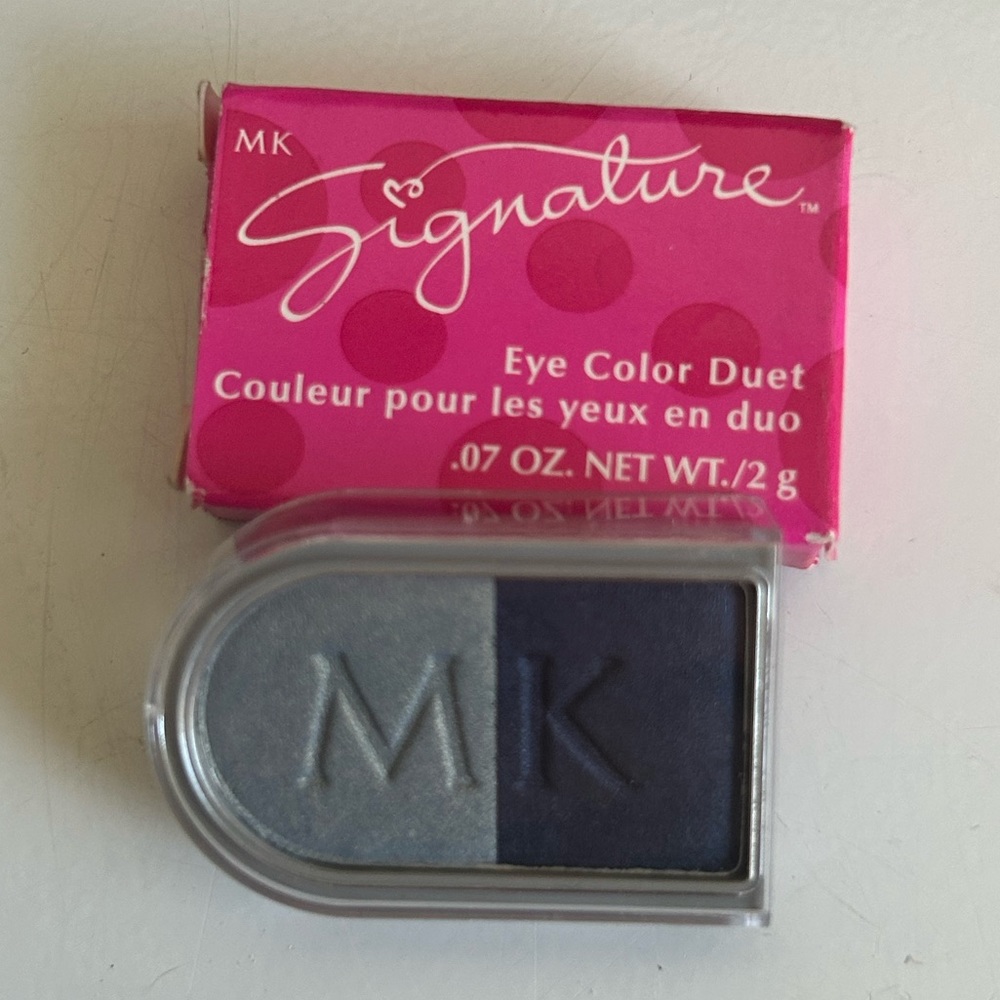 MK
Signature™
Eye Color Duet
Couleur pour les yeux en duo
.07 OZ. NET WT./2 g
MK